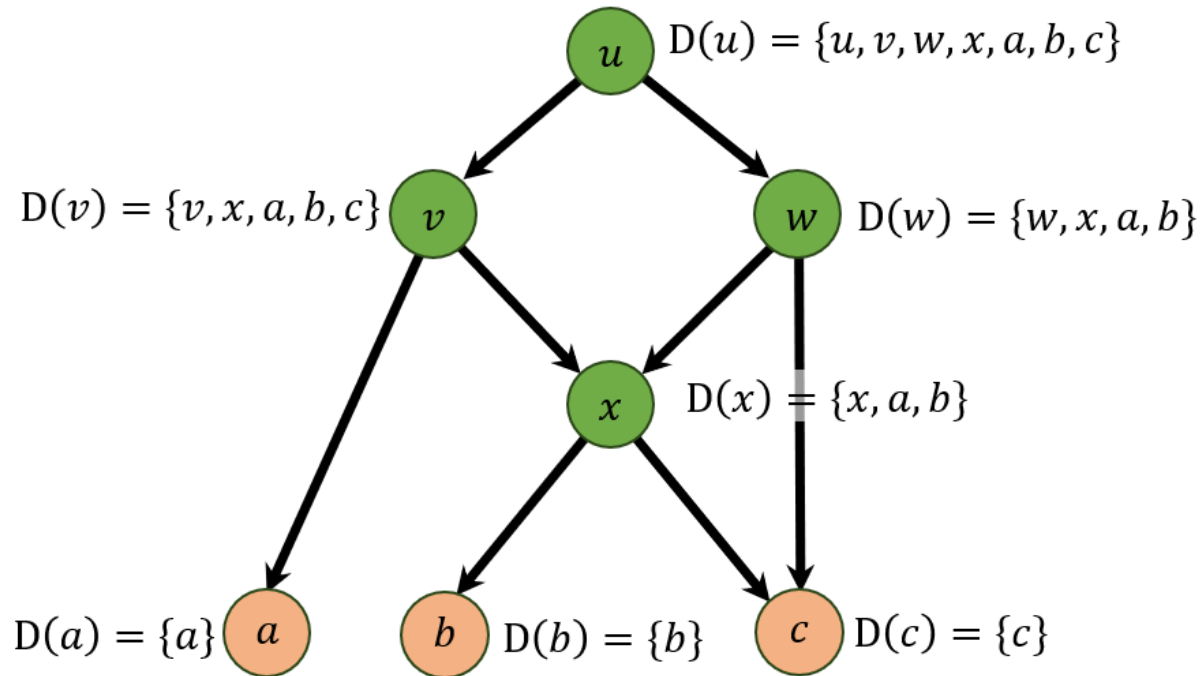 u D(u) = {u, v, w, x, a, b, c}
D(v) = {v, x, a, b, c} v w D(w) = {w, x, a, b}
x D(x) = {x, a, b}
D(a) = {a} a b D(b) = {b} c D(c) = {c}